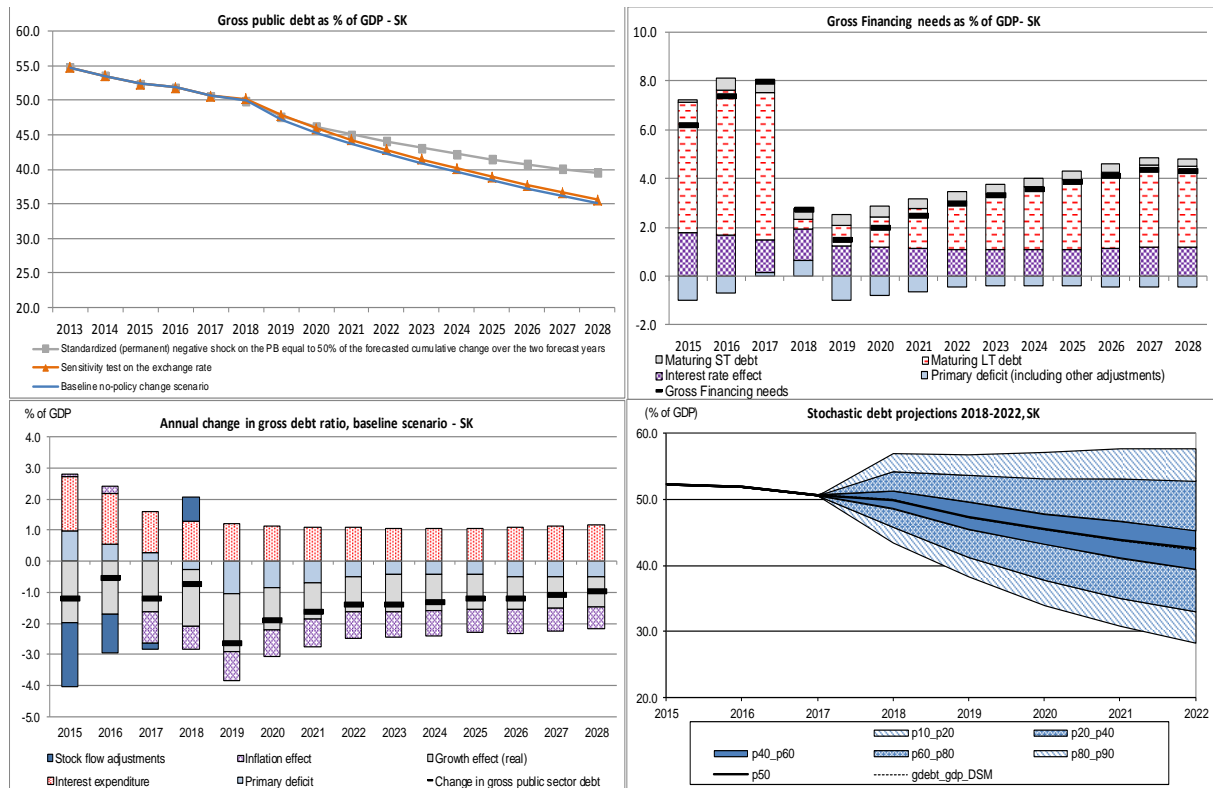 Gross public debt as % of GDP - SK
60.0
55.0
50.0
45.0
40.0
35.0
30.0
25.0
20.0
2013 2014 2015 2016 2017 2018 2019 2020 2021 2022 2023 2024 2025 2026 2027 2028
Standardized (permanent) negative shock on the PB equal to 50% of the forecasted cumulative change over the two forecast years
Sensitivity test on the exchange rate
Baseline no-policy change scenario
Gross Financing needs as % of GDP- SK
10.0
8.0
6.0
4.0
2.0
0.0
-2.0
2015 2016 2017 2018 2019 2020 2021 2022 2023 2024 2025 2026 2027 2028
Maturing ST debt Maturing LT debt
Interest rate effect Primary deficit (including other adjustments)
Gross Financing needs
% of GDP
Annual change in gross debt ratio, baseline scenario - SK
4.0
3.0
2.0
1.0
0.0
-1.0
-2.0
-3.0
-4.0
-5.0
2015 2016 2017 2018 2019 2020 2021 2022 2023 2024 2025 2026 2027 2028
Stock flow adjustments Inflation effect Growth effect (real)
Interest expenditure Primary deficit Change in gross public sector debt
(% of GDP)
Stochastic debt projections 2018-2022, SK
60.0
50.0
40.0
30.0
20.0
2015 2016 2017 2018 2019 2020 2021 2022
p10_p20 p20_p40
p40_p60 p60_p80 p80_p90
p50 gdebt_gdp_DSM